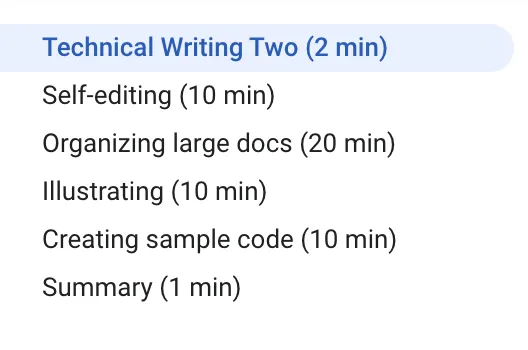 Technical Writing Two (2 min)
Self-editing (10 min)
Organizing large docs (20 min)
Illustrating (10 min)
Creating sample code (10 min)
Summary (1 min)